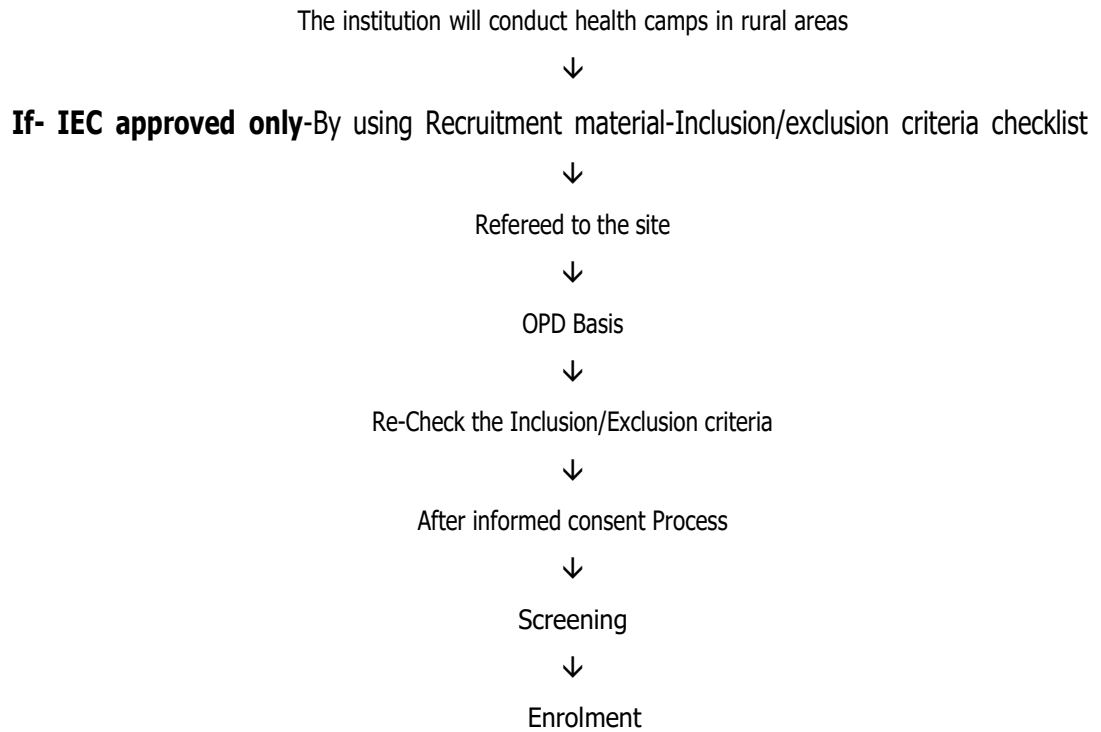 The institution will conduct health camps in rural areas
↓
If- IEC approved only-By using Recruitment material-Inclusion/exclusion criteria checklist
↓
Refereed to the site
↓
OPD Basis
↓
Re-Check the Inclusion/Exclusion criteria
↓
After informed consent Process
↓
Screening
↓
Enrolment